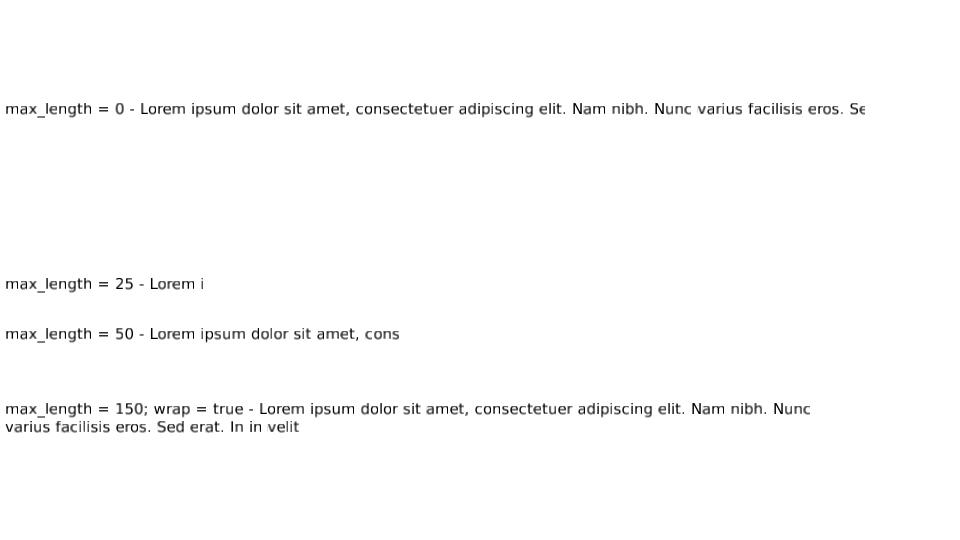 max_length = 0 - Lorem ipsum dolor sit amet, consectetuer adipiscing elit. Nam nibh. Nunc varius facilisis eros. Se
max_length = 25 - Lorem i
max_length = 50 - Lorem ipsum dolor sit amet, cons
max_length = 150; wrap = true - Lorem ipsum dolor sit amet, consectetuer adipiscing elit. Nam nibh. Nunc
varius facilisis eros. Sed erat. In in velit